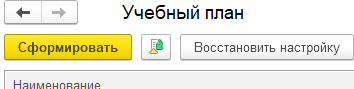 Учебный план
Сформировать
Восстановить настройку
Наименование